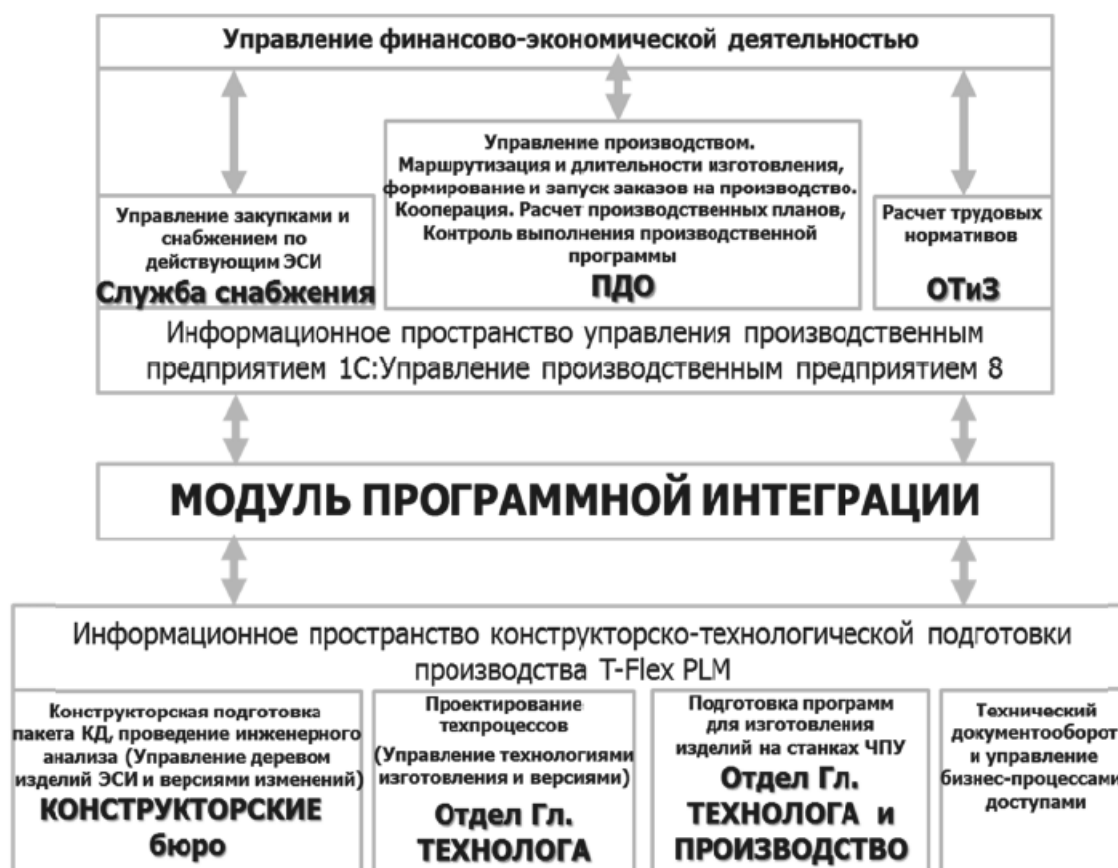 Управление финансово-экономической деятельностью
Управление закупками и
снабжением по
действующим ЭСИ
Служба снабжения
Управление производством.
Маршрутизация и длительности изготовления,
формирование и запуск заказов на производство.
Кооперация. Расчет производственных планов,
Контроль выполнения производственной
программы
ПДО
Расчет трудовых
нормативов
ОТиЗ
Информационное пространство управления производственным
предприятием 1С:Управление производственным предприятием 8
МОДУЛЬ ПРОГРАММНОЙ ИНТЕГРАЦИИ
Информационное пространство конструкторско-технологической подготовки
производства T-Flex PLM
Конструкторская подготовка
пакета КД, проведение инженерного
анализа (Управление деревом
изделий ЭСИ и версиями изменений)
КОНСТРУКТОРСКИЕ
бюро
Проектирование
техпроцессов
(Управление технологиями
изготовления и версиями)
Отдел Гл.
ТЕХНОЛОГА
Подготовка программ
для изготовления
изделий на станках ЧПУ
Отдел Гл.
ТЕХНОЛОГА и
ПРОИЗВОДСТВО
Технический
документооборот
и управление
бизнес-процессами
доступами